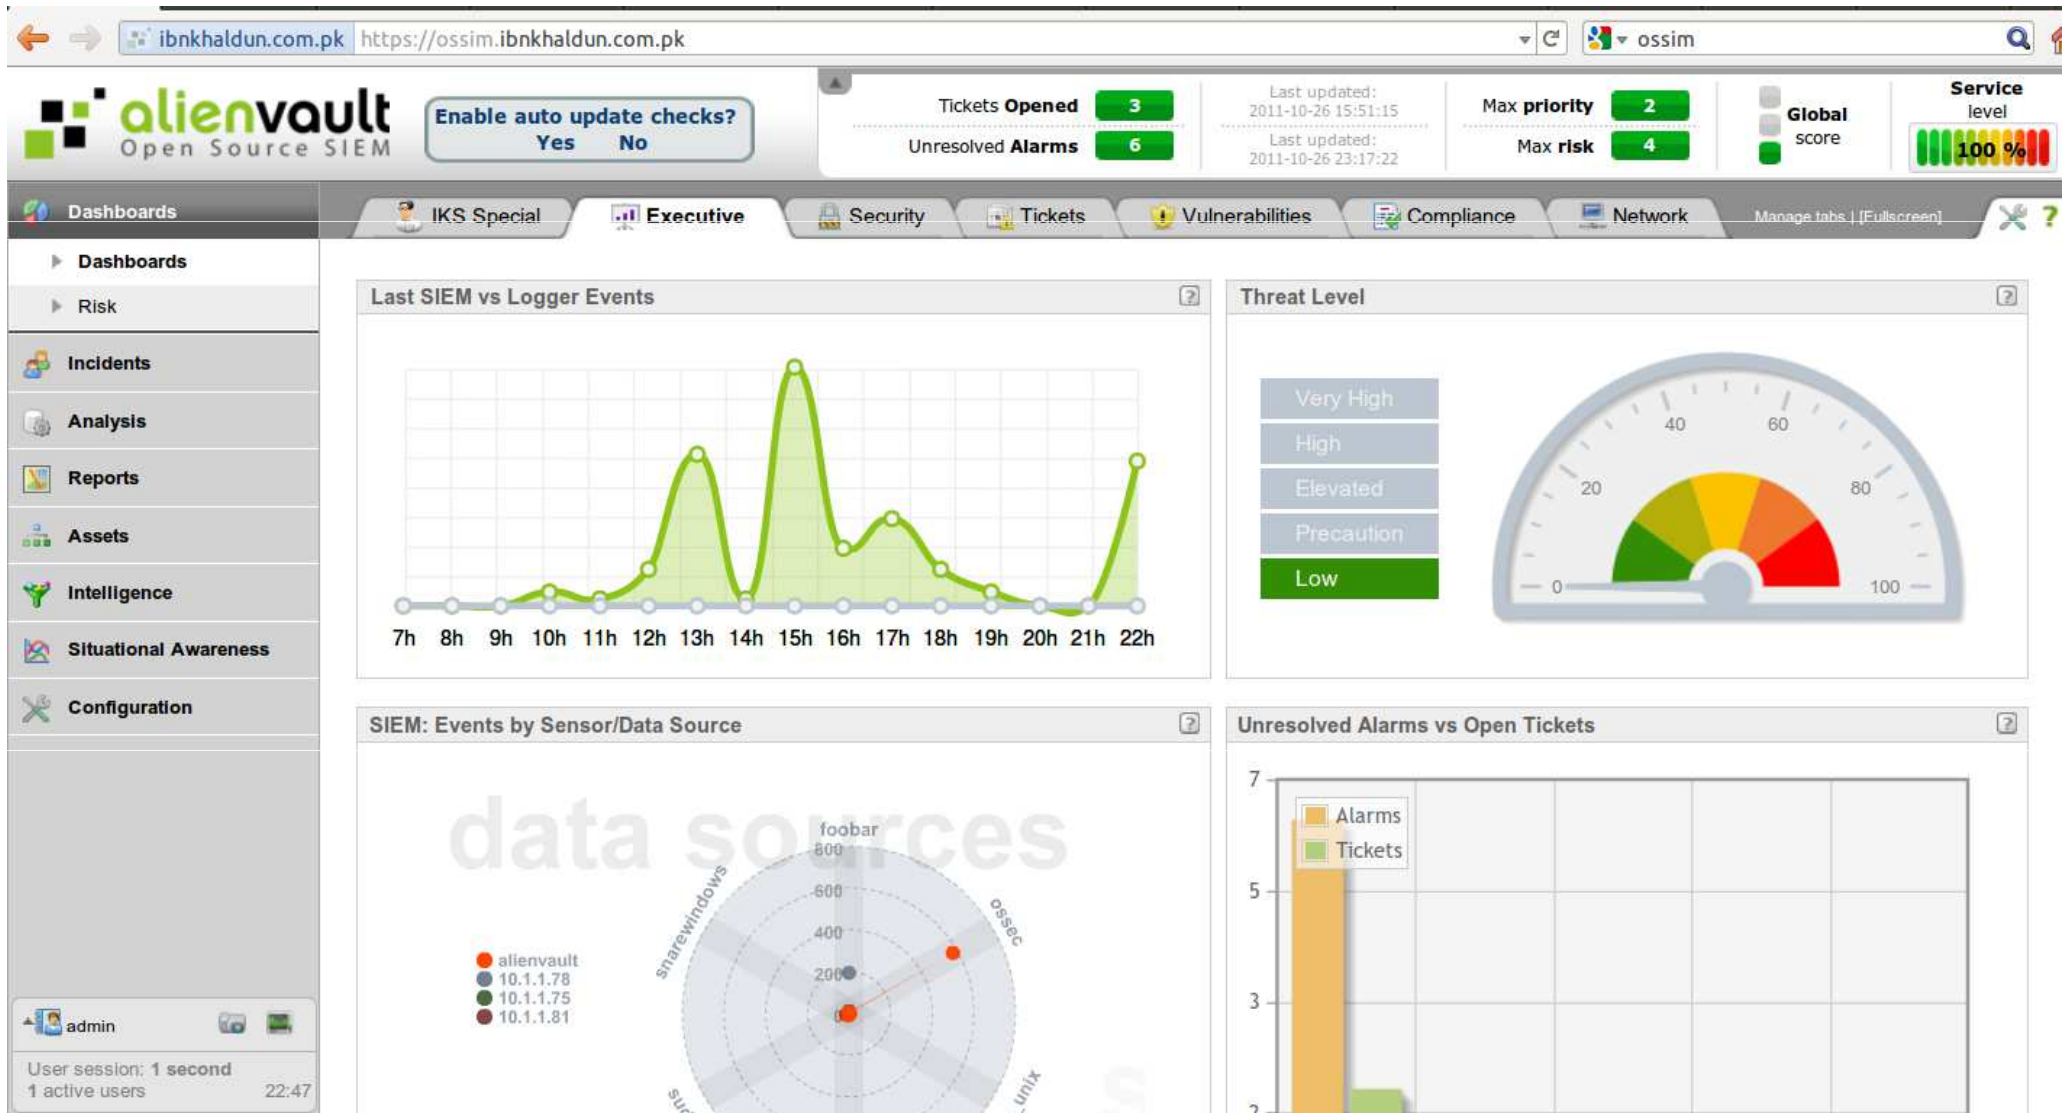 ibnkhaldun.com.pk https://ossim.ibnkhaldun.com.pk ossim
alienvault
Open Source SIEM
Enable auto update checks?
Yes No
Tickets Opened 3
Last updated:
2011-10-26 15:51:15
Max priority 2
Unresolved Alarms 6
Last updated:
2011-10-26 23:17:22
Max risk 4
Global
score
Service
level
100 %
Dashboards
IKS Special Executive Security Tickets Vulnerabilities Compliance Network Manage tabs | [Fullscreen] ?
Dashboards
Risk
Incidents
Analysis
Reports
Assets
Intelligence
Situational Awareness
Configuration
Last SIEM vs Logger Events ?
7h 8h 9h 10h 11h 12h 13h 14h 15h 16h 17h 18h 19h 20h 21h 22h
Threat Level ?
Very High
High
Elevated
Precaution
Low
0 20 40 60 80 100
SIEM: Events by Sensor/Data Source ?
data sources
foobar
800
600
400
200
0
snarewindows
ossec
alienvault
10.1.1.78
10.1.1.75
10.1.1.81
_unix
Unresolved Alarms vs Open Tickets ?
7
5
3
2
Alarms
Tickets
admin
User session: 1 second
1 active users 22:47